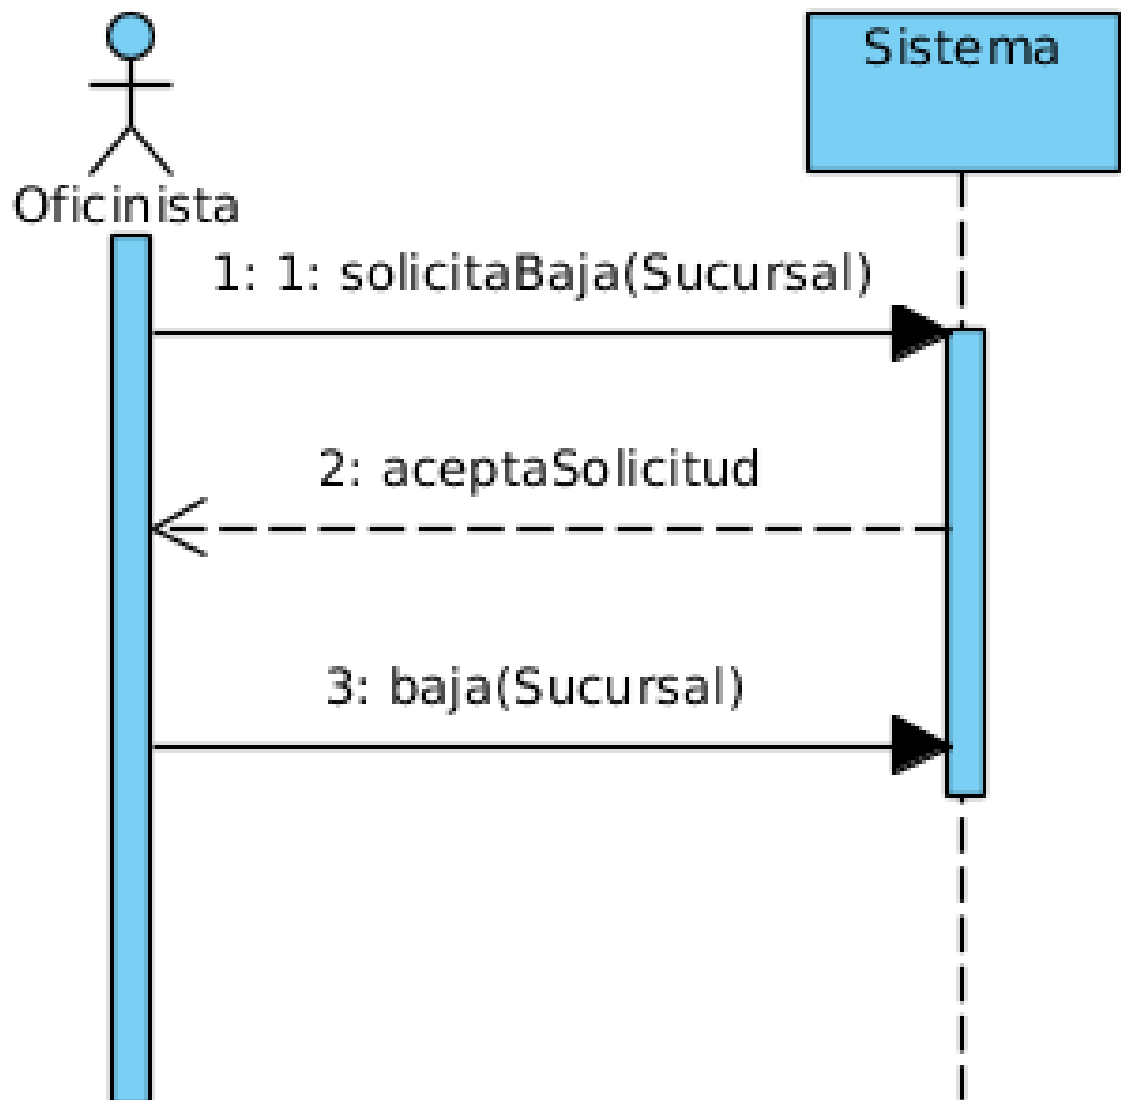 Sistema
Oficinista
1: 1: solicitaBaja(Sucursal)
2: aceptaSolicitud
3: baja(Sucursal)